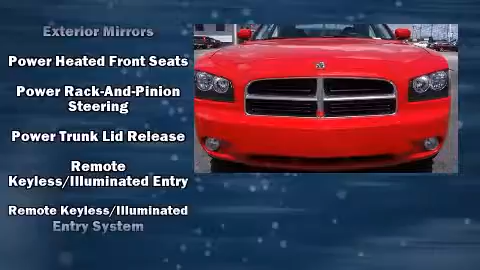 Exterior Mirrors
Power Heated Front Seats
Power Rack-And-Pinion
Steering
Power Trunk Lid Release
Remote
Keyless/Illuminated Entry
Remote Keyless/Illuminated
Entry System